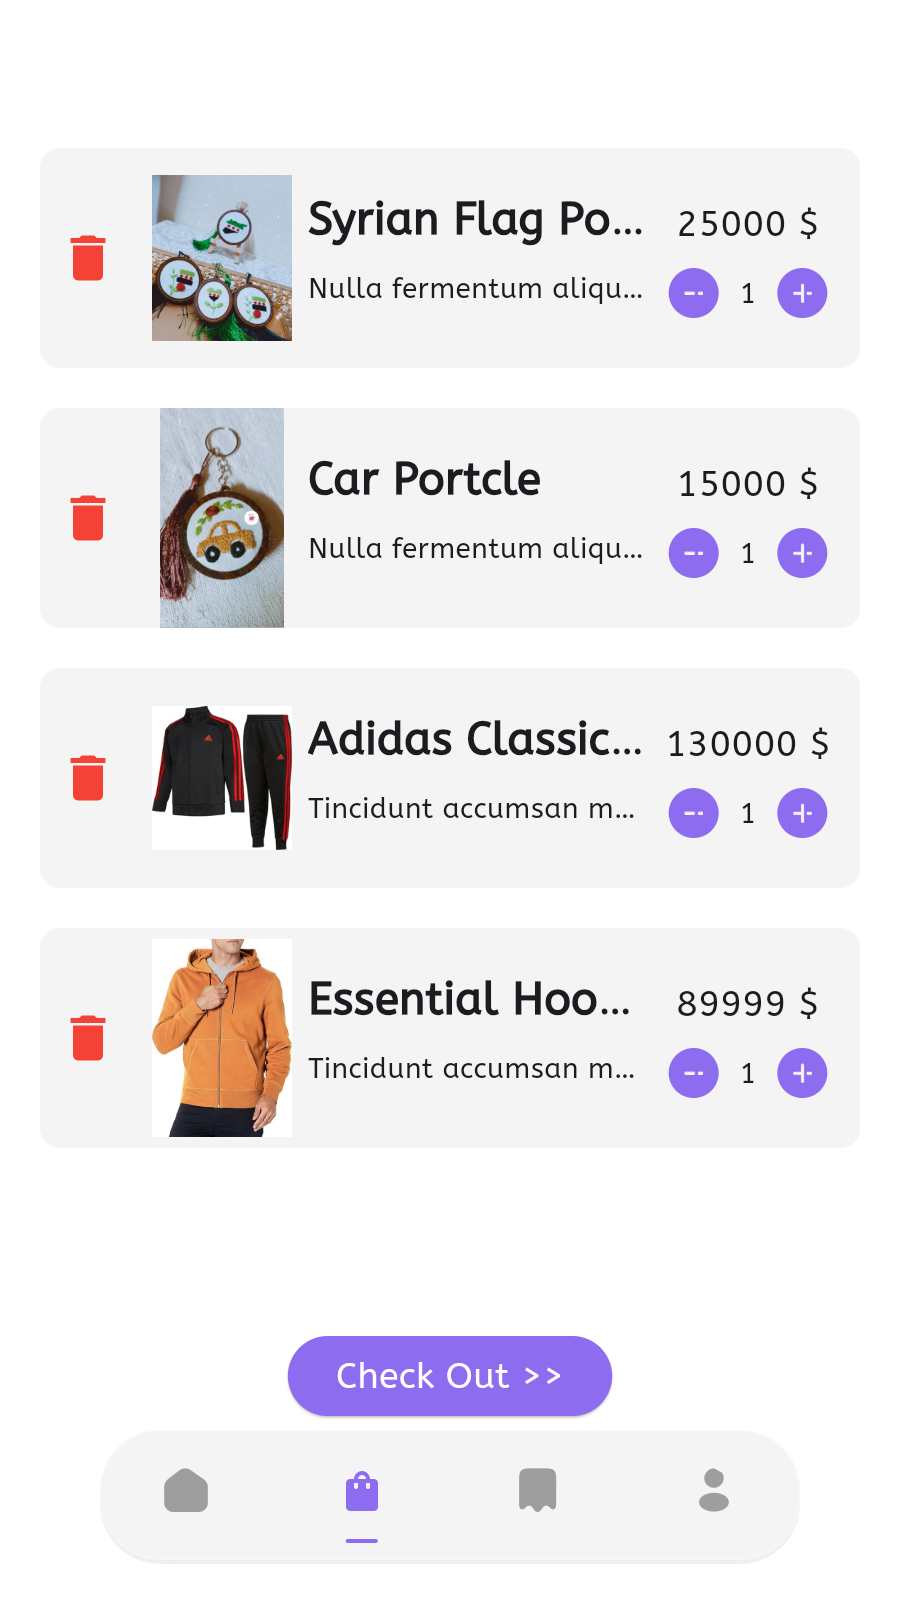 Syrian Flag Po...
25000 $
Nulla fermentum aliqu...
1
Car Portcle
15000 $
Nulla fermentum aliqu...
1
Adidas Classic...
130000 $
Tincidunt accumsan m...
1
Essential Hoo...
89999 $
Tincidunt accumsan m...
1
Check Out >>